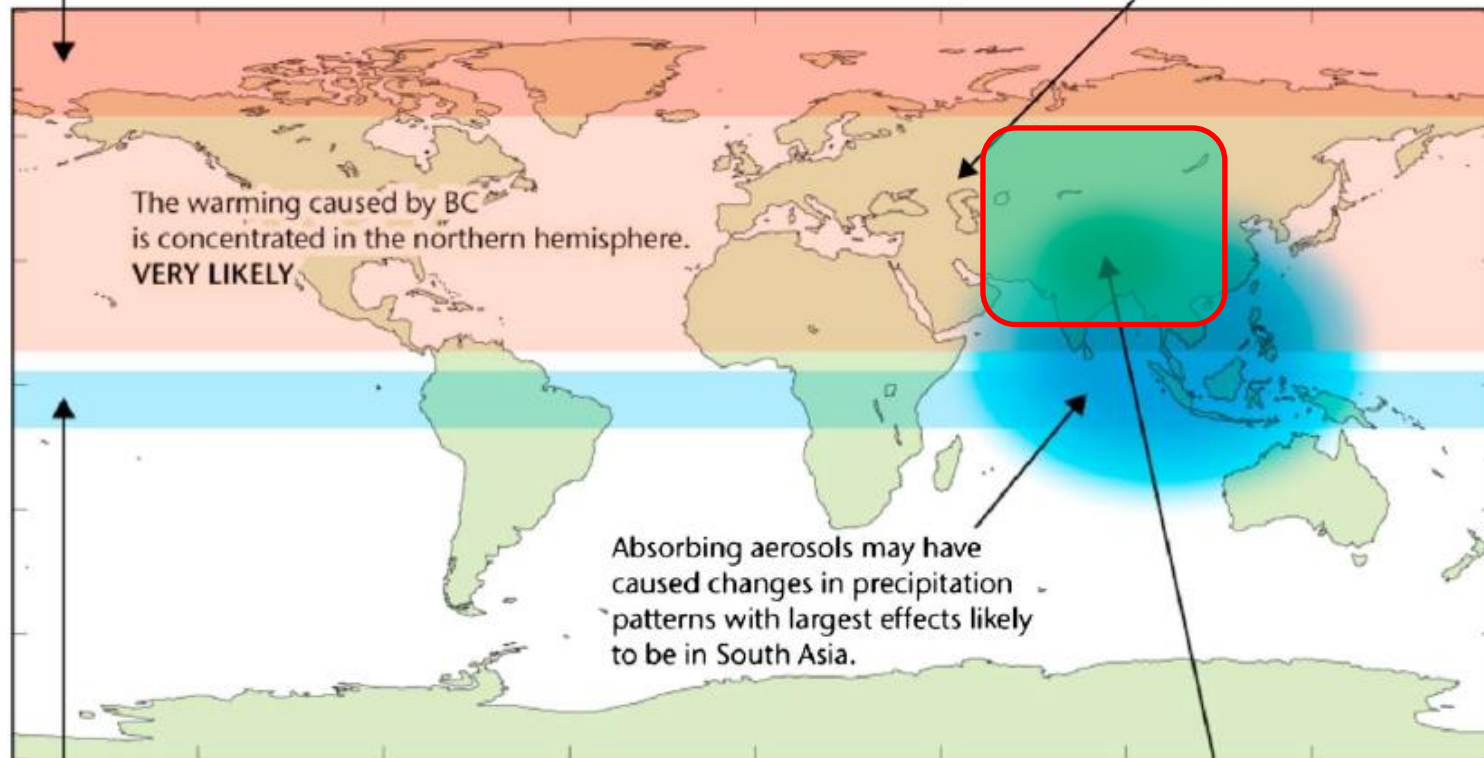 The warming caused by BC
is concentrated in the northern hemisphere.
VERY LIKELY
Absorbing aerosols may have
caused changes in precipitation
patterns with largest effects likely
to be in South Asia.